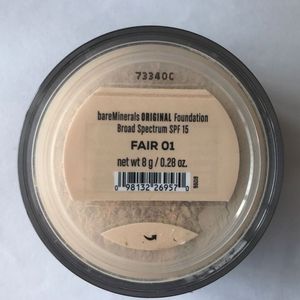 73340C
bareMinerals ORIGINAL Foundation
Broad Spectrum SPF 15
FAIR 01
net wt 8 g / 0.28 oz.
0 98132 26957 0